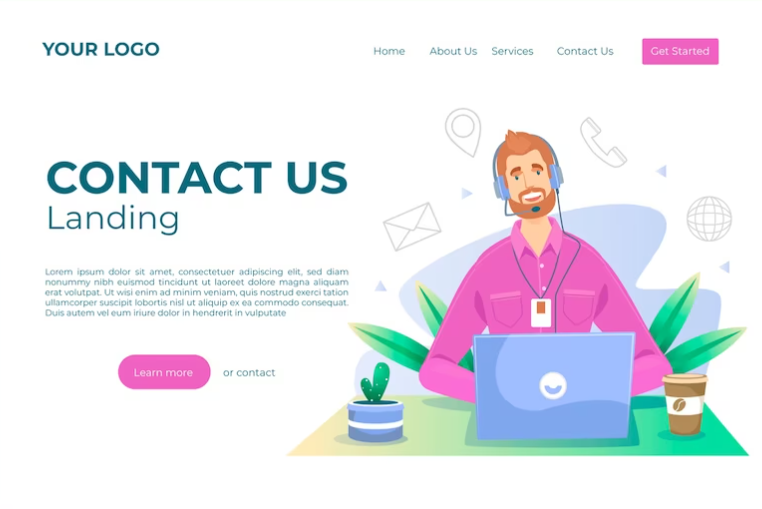 YOUR LOGO
Home About Us Services Contact Us Get Started
CONTACT US
Landing
Lorem ipsum dolor sit amet, consectetuer adipiscing elit, sed diam
nonummy nibh euismod tincidunt ut laoreet dolore magna aliquam
erat volutpat. Ut wisi enim ad minim veniam, quis nostrud exerci tation
ullamcorper suscipit lobortis nisl ut aliquip ex ea commodo consequat.
Duis autem vel eum iriure dolor in hendrerit in vulputate
Learn more or contact